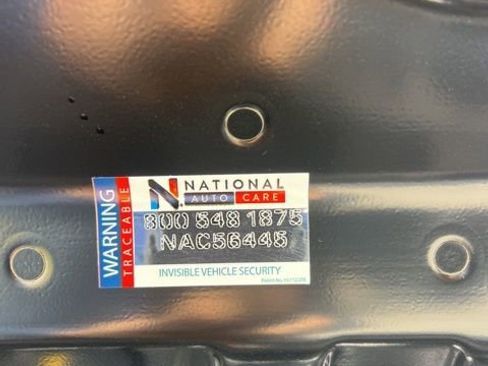 WARNING
TRACEABLE
N. NATIONAL
AUTO CARE
800 548 1875
NAC56445
INVISIBLE VEHICLE SECURITY